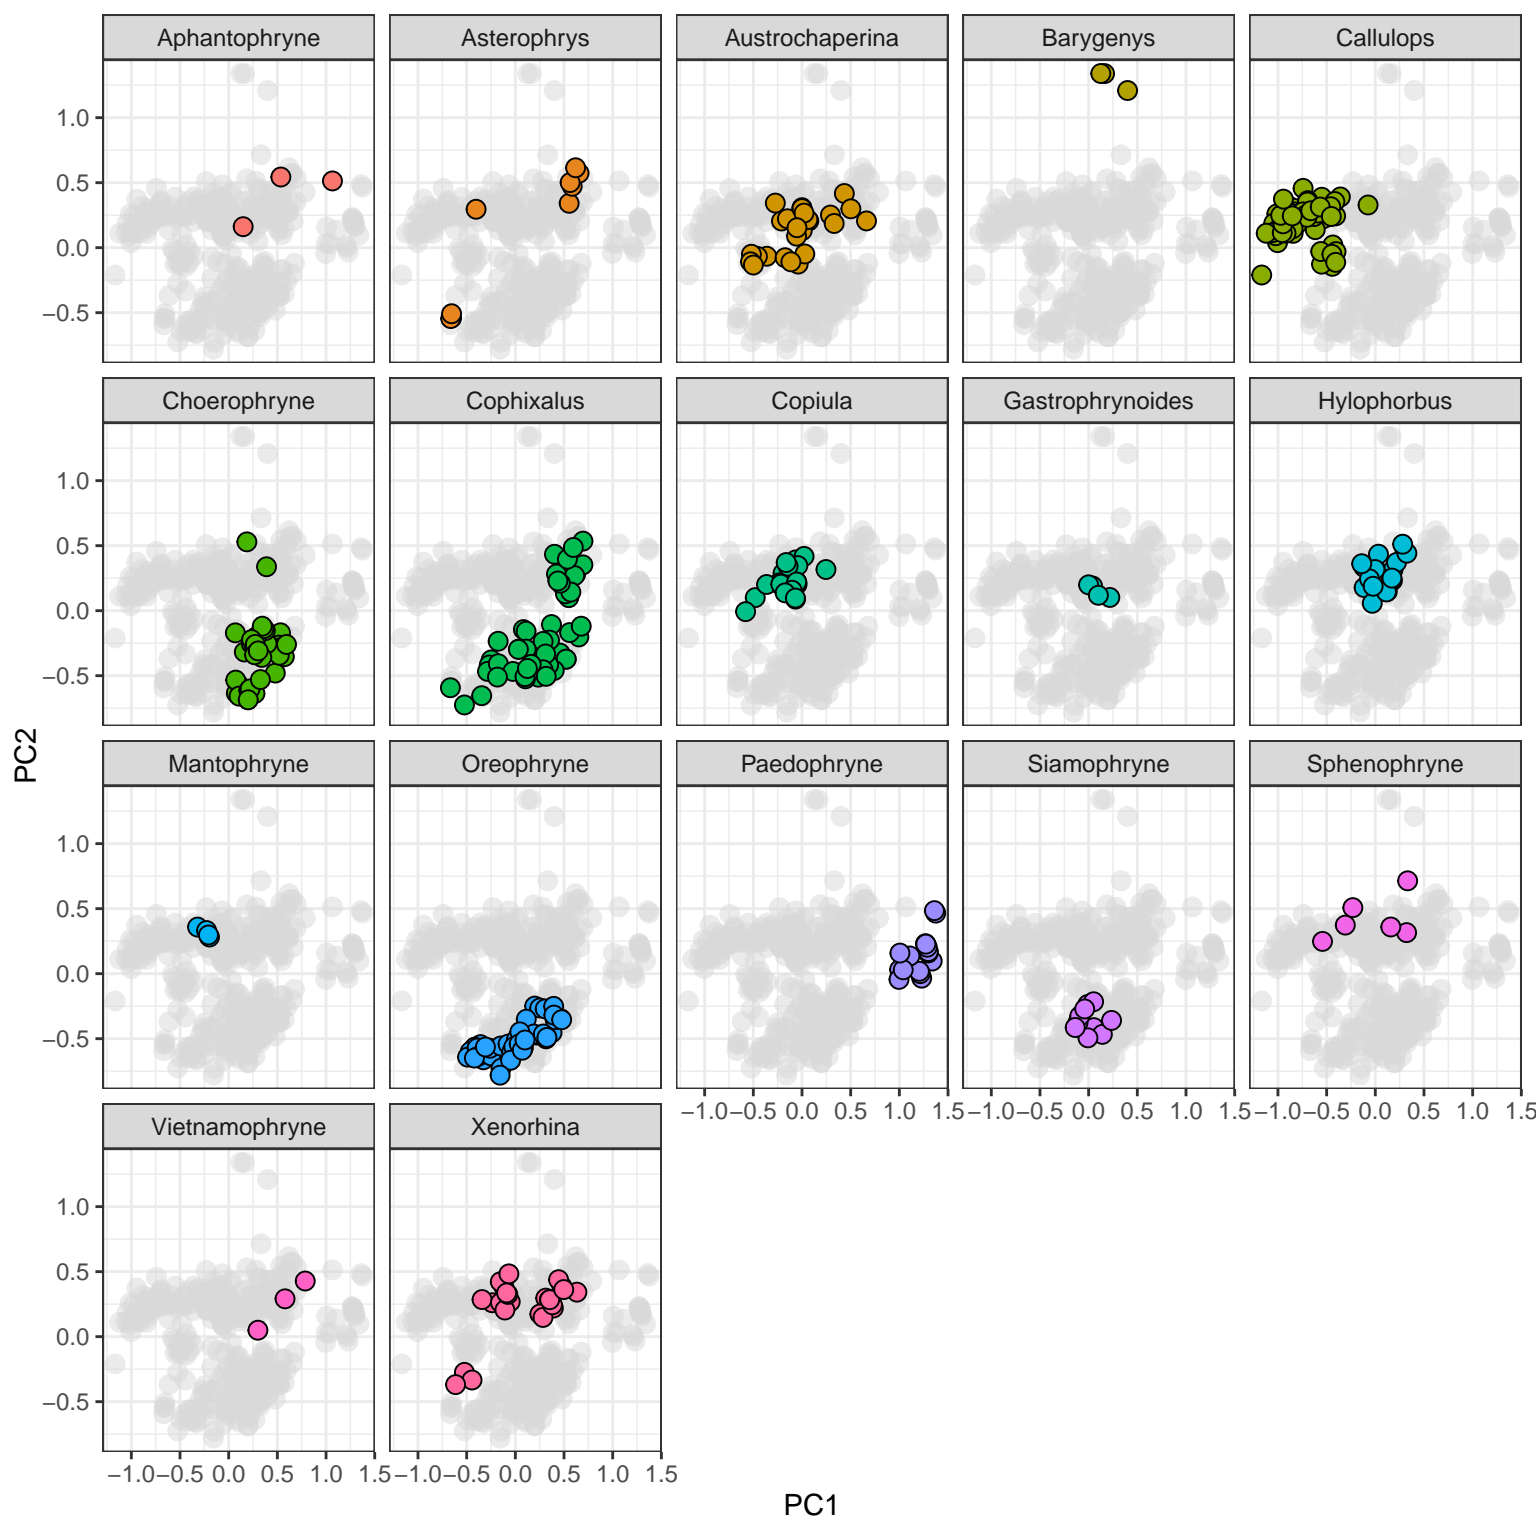 Aphantophryne Asterophrys Austrochaperina Barygenys Callulops
1.0
0.5
0.0
−0.5
Choerophryne Cophixalus Copiula Gastrophrynoides Hylophorbus
1.0
0.5
0.0
−0.5
PC2
Mantophryne Oreophryne Paedophryne Siamophryne Sphenophryne
1.0
0.5
0.0
−0.5
−1.0 −0.5 0.0 0.5 1.0 1.5 −1.0 −0.5 0.0 0.5 1.0 1.5 −1.0 −0.5 0.0 0.5 1.0 1.5
Vietnamophryne Xenorhina
1.0
0.5
0.0
−0.5
−1.0 −0.5 0.0 0.5 1.0 1.5 −1.0 −0.5 0.0 0.5 1.0 1.5
PC1